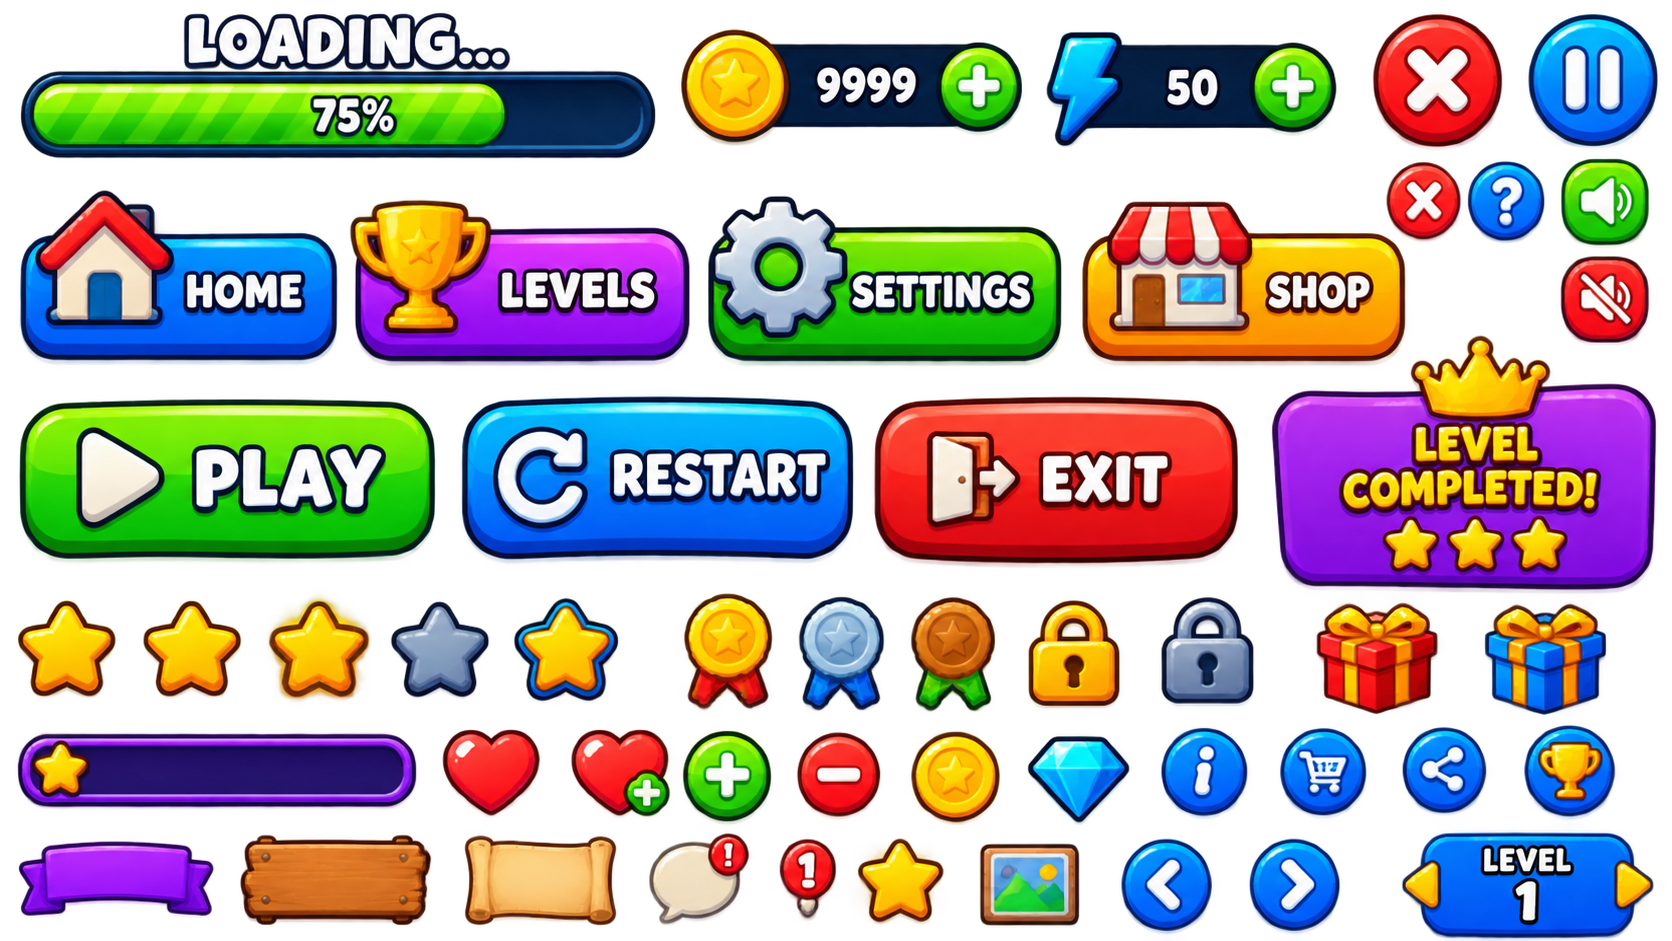 LOADING...
75%
9999
50
?
HOME
LEVELS
SETTINGS
SHOP
PLAY
RESTART
EXIT
LEVEL
COMPLETED!
i
!
!
LEVEL
1